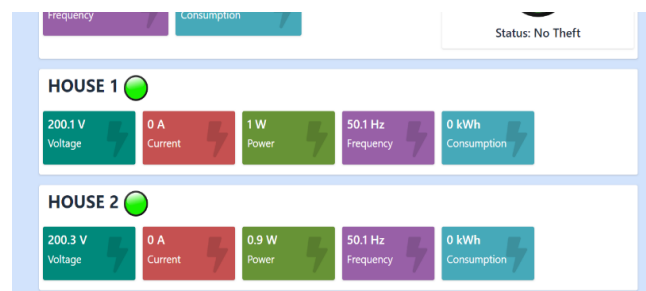 Frequency
Consumption
Status: No Theft
HOUSE 1
200.1 V
Voltage
0 A
Current
1 W
Power
50.1 Hz
Frequency
0 kWh
Consumption
HOUSE 2
200.3 V
Voltage
0 A
Current
0.9 W
Power
50.1 Hz
Frequency
0 kWh
Consumption